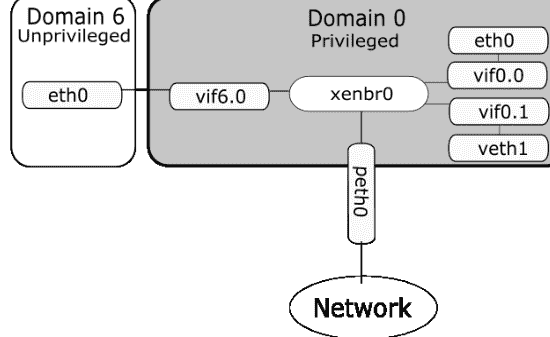 Domain 6
Unprivileged
eth0
Domain 0
Privileged
vif6.0
xenbr0
eth0
vif0.0
vif0.1
veth1
peth0
Network